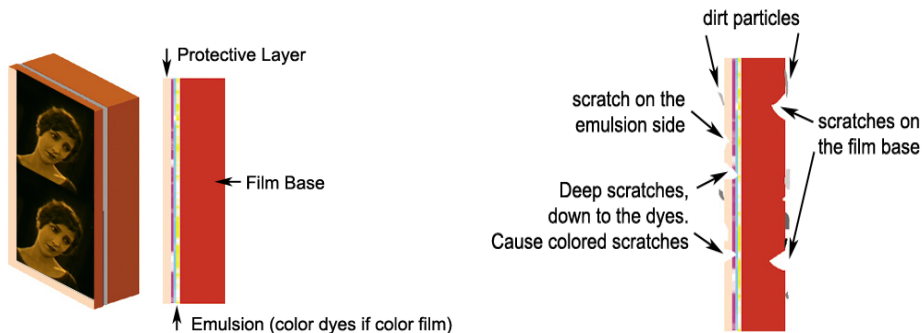 Protective Layer
Film Base
Emulsion (color dyes if color film)
dirt particles
scratch on the
emulsion side
scratches on
the film base
Deep scratches,
down to the dyes.
Cause colored scratches